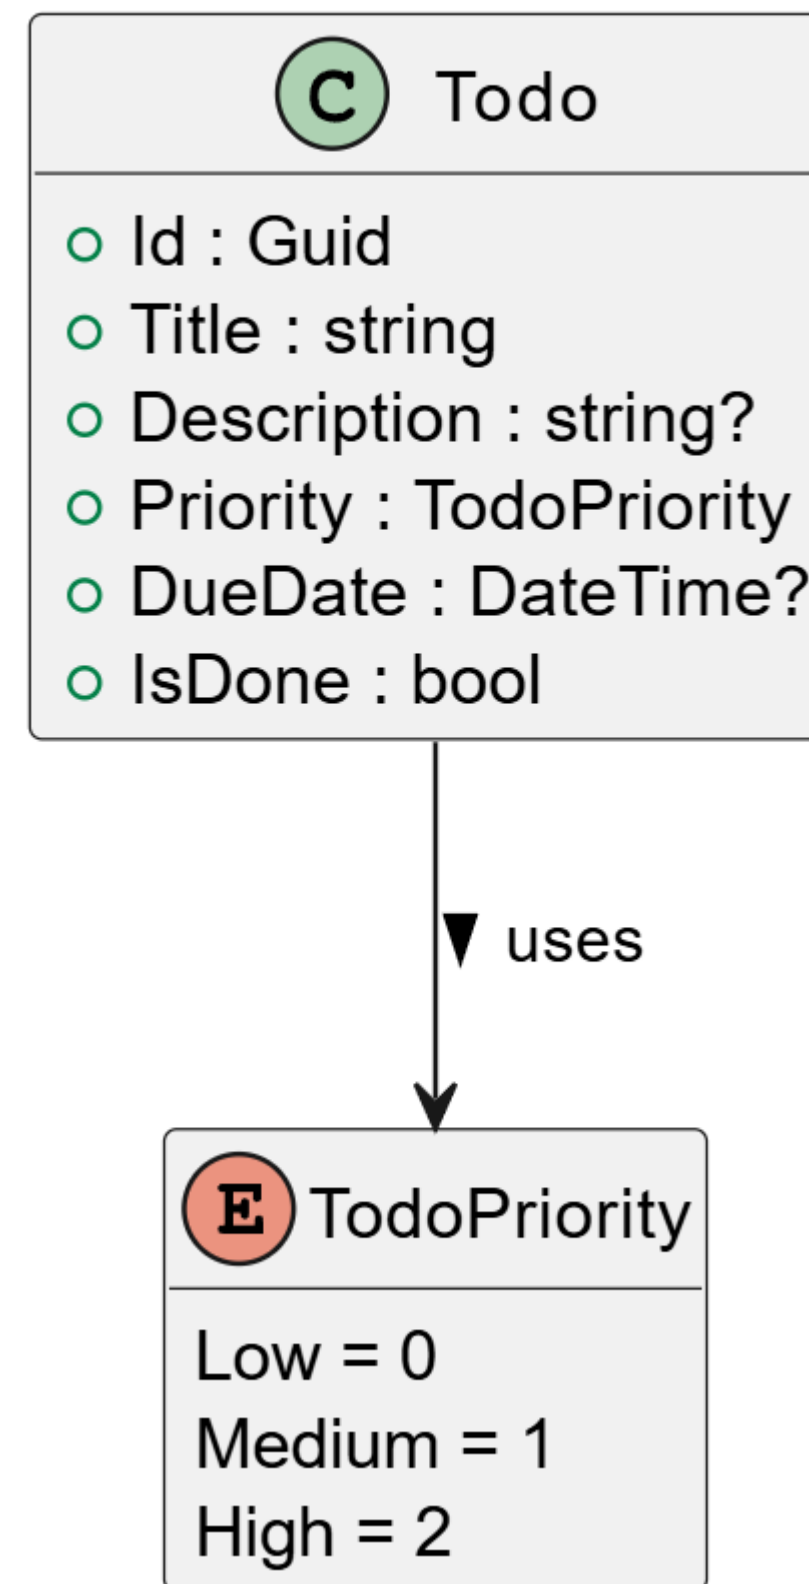 C Todo
Id : Guid
Title : string
Description : string?
Priority : TodoPriority
DueDate : DateTime?
IsDone : bool
uses
E TodoPriority
Low = 0
Medium = 1
High = 2